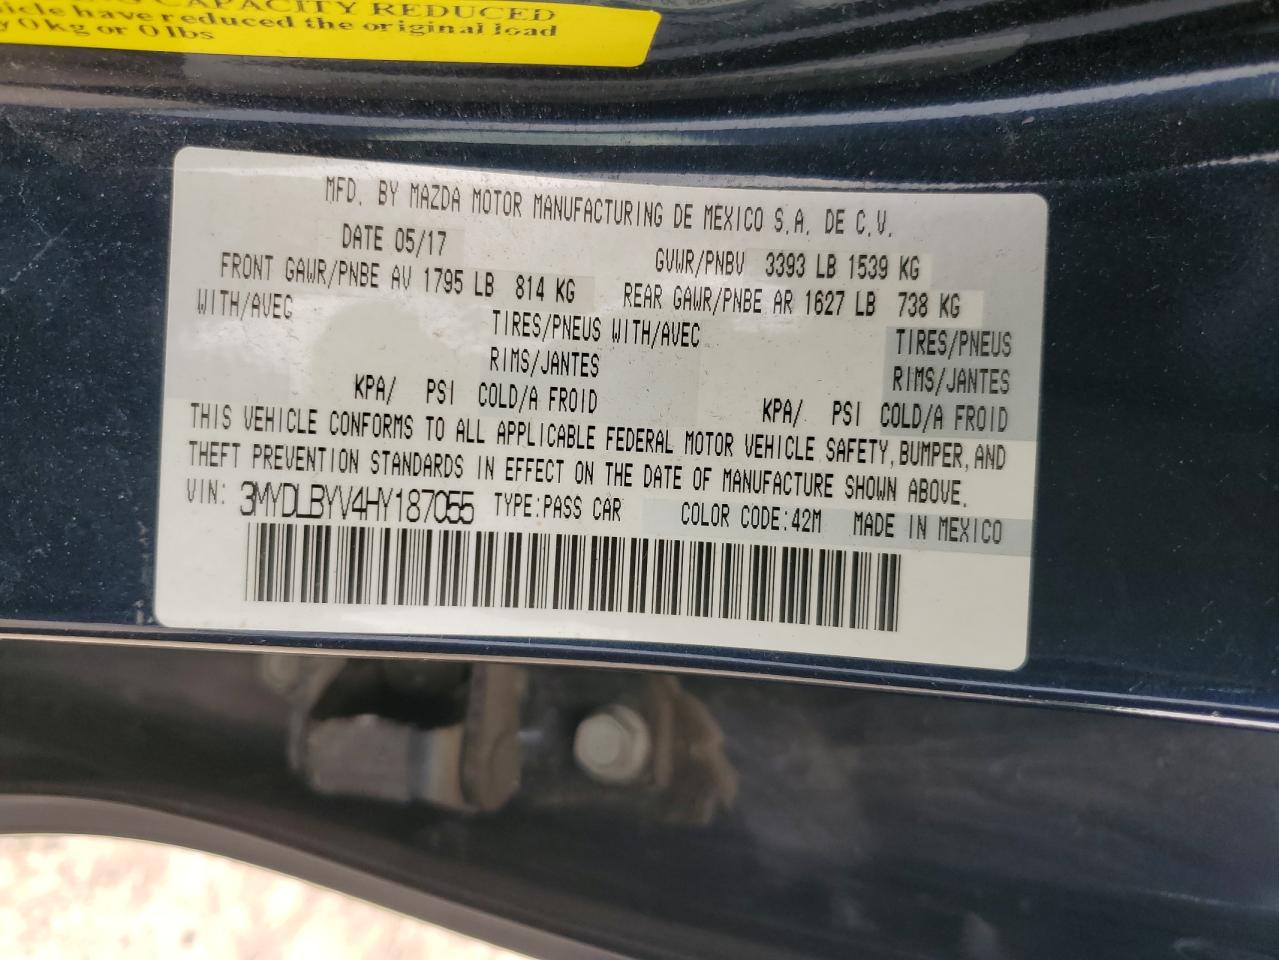 NG CAPACITY REDUCED
icle have reduced the original load
y 0 kg or 0 lbs
MFD. BY MAZDA MOTOR MANUFACTURING DE MEXICO S.A. DE C.V.
DATE 05/17 GVWR/PNBV 3393 LB 1539 KG
FRONT GAWR/PNBE AV 1795 LB 814 KG REAR GAWR/PNBE AR 1627 LB 738 KG
WITH/AVEC TIRES/PNEUS WITH/AVEC TIRES/PNEUS
RIMS/JANTES RIMS/JANTES
KPA/ PSI COLD/A FROID KPA/ PSI COLD/A FROID
THIS VEHICLE CONFORMS TO ALL APPLICABLE FEDERAL MOTOR VEHICLE SAFETY, BUMPER, AND
THEFT PREVENTION STANDARDS IN EFFECT ON THE DATE OF MANUFACTURE SHOWN ABOVE.
VIN: 3MYDLBYV4HY187055 TYPE:PASS CAR COLOR CODE:42M MADE IN MEXICO